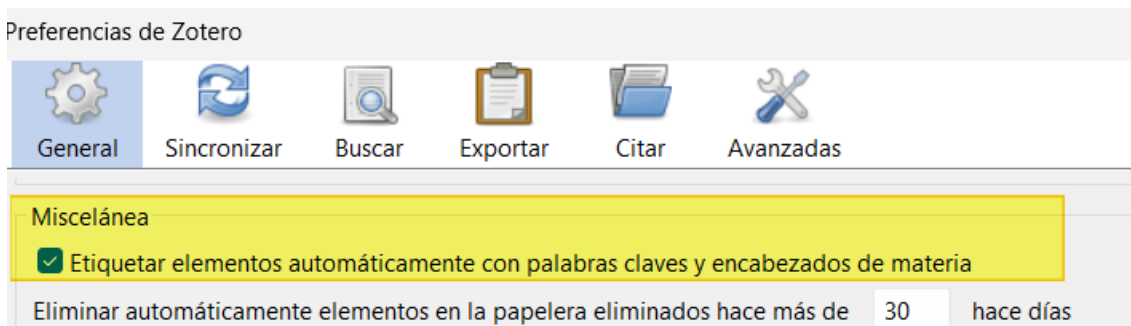 Preferencias de Zotero
General Sincronizar Buscar Exportar Citar Avanzadas
Miscelánea
Etiquetar elementos automáticamente con palabras claves y encabezados de materia
Eliminar automáticamente elementos en la papelera eliminados hace más de 30 hace días